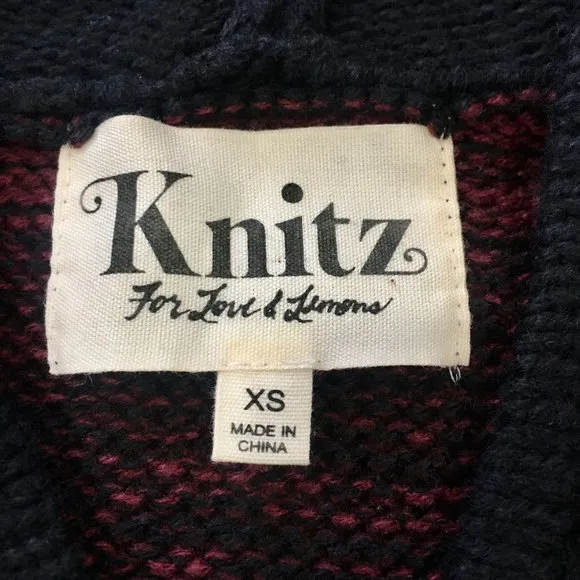 Knitz
For Love & Lemons
XS
MADE IN
CHINA